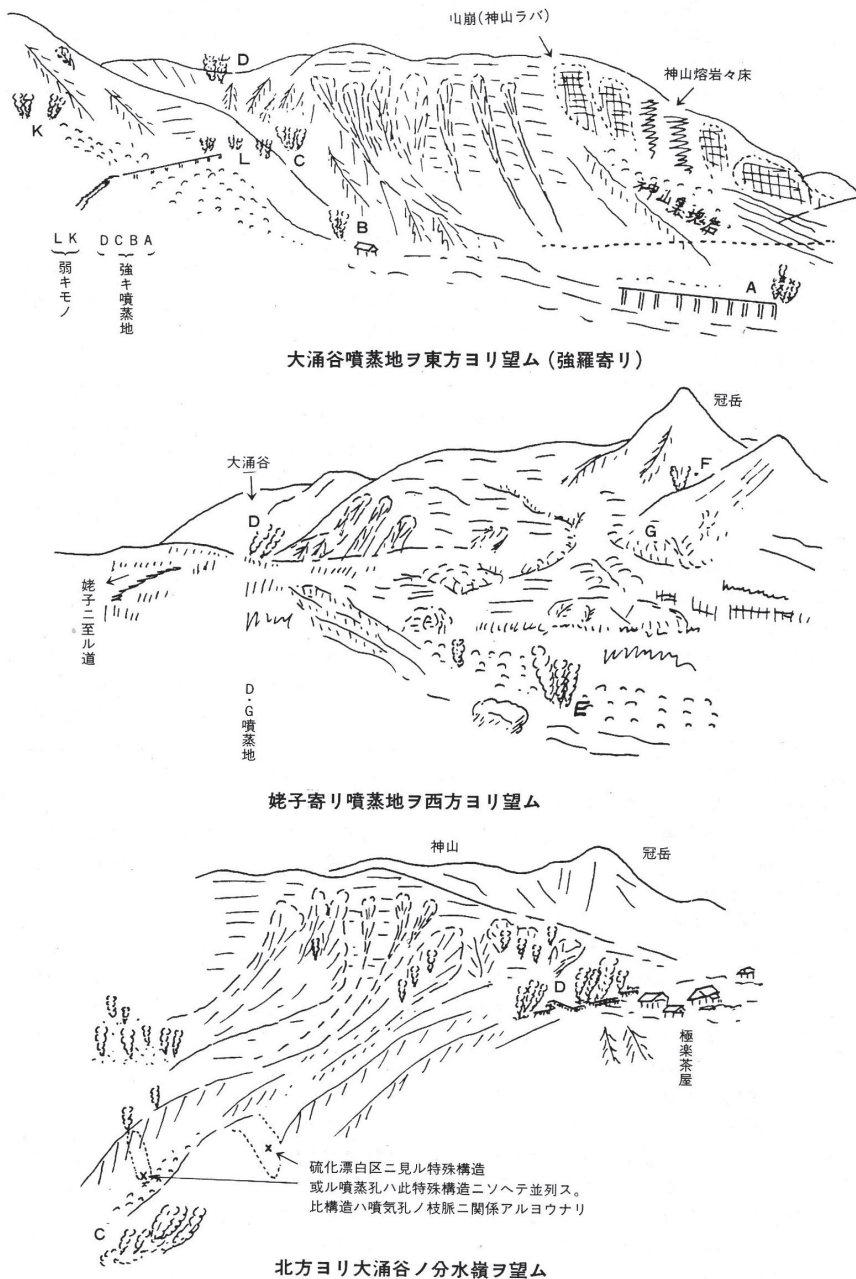 山崩(神山ラバ)
神山熔岩々床
D
K
L
C
B
神山裏塊岩
A
L K
D C B A
弱キモノ
強キ噴蒸地
大涌谷噴蒸地ヲ東方ヨリ望ム(強羅寄リ)
冠岳
大涌谷
F
D
G
姥子ニ至ル道
E
D・G噴蒸地
姥子寄リ噴蒸地ヲ西方ヨリ望ム
神山
冠岳
D
極楽茶屋
硫化漂白区ニ見ル特殊構造
或ル噴蒸孔ハ此特殊構造ニソヘテ並列ス。
比構造ハ噴気孔ノ枝脈ニ関係アルヨウナリ
C
北方ヨリ大涌谷ノ分水嶺ヲ望ム